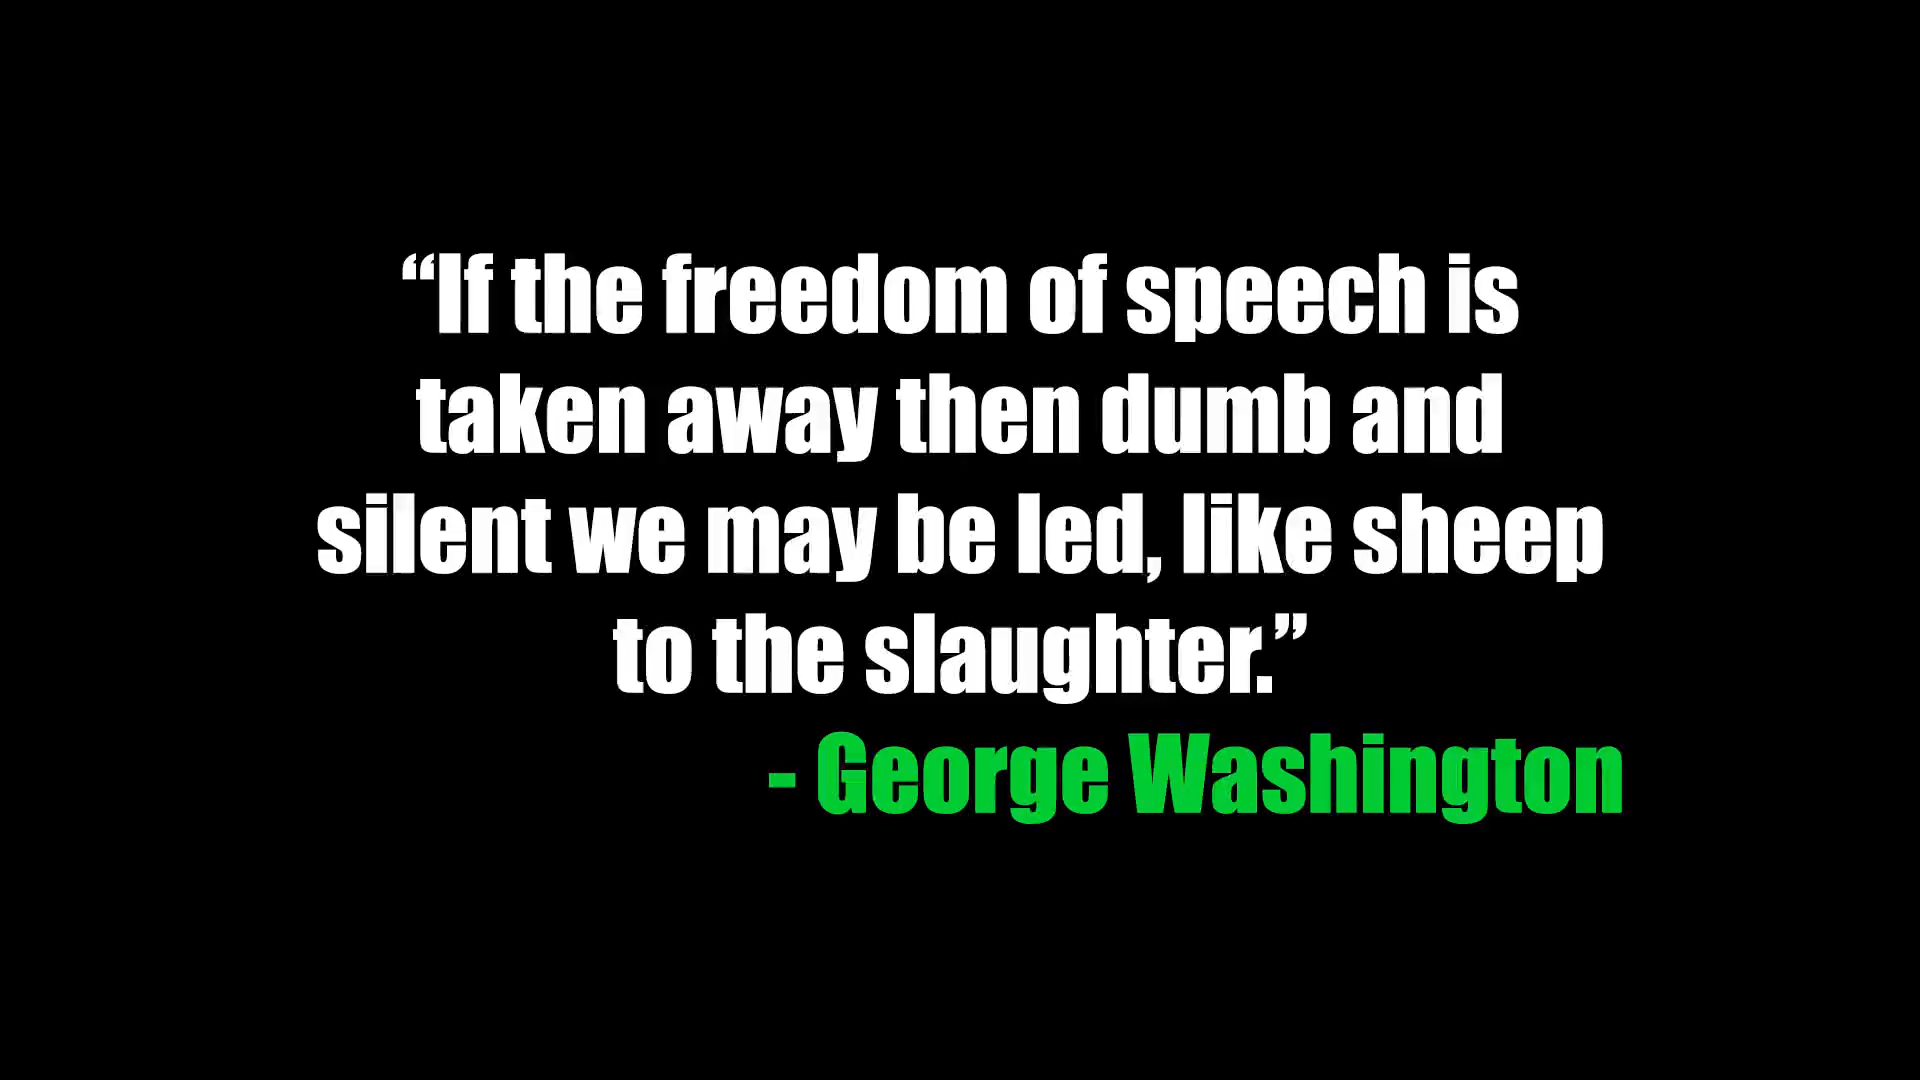 “If the freedom of speech is
taken away then dumb and
silent we may be led, like sheep
to the slaughter.”
- George Washington